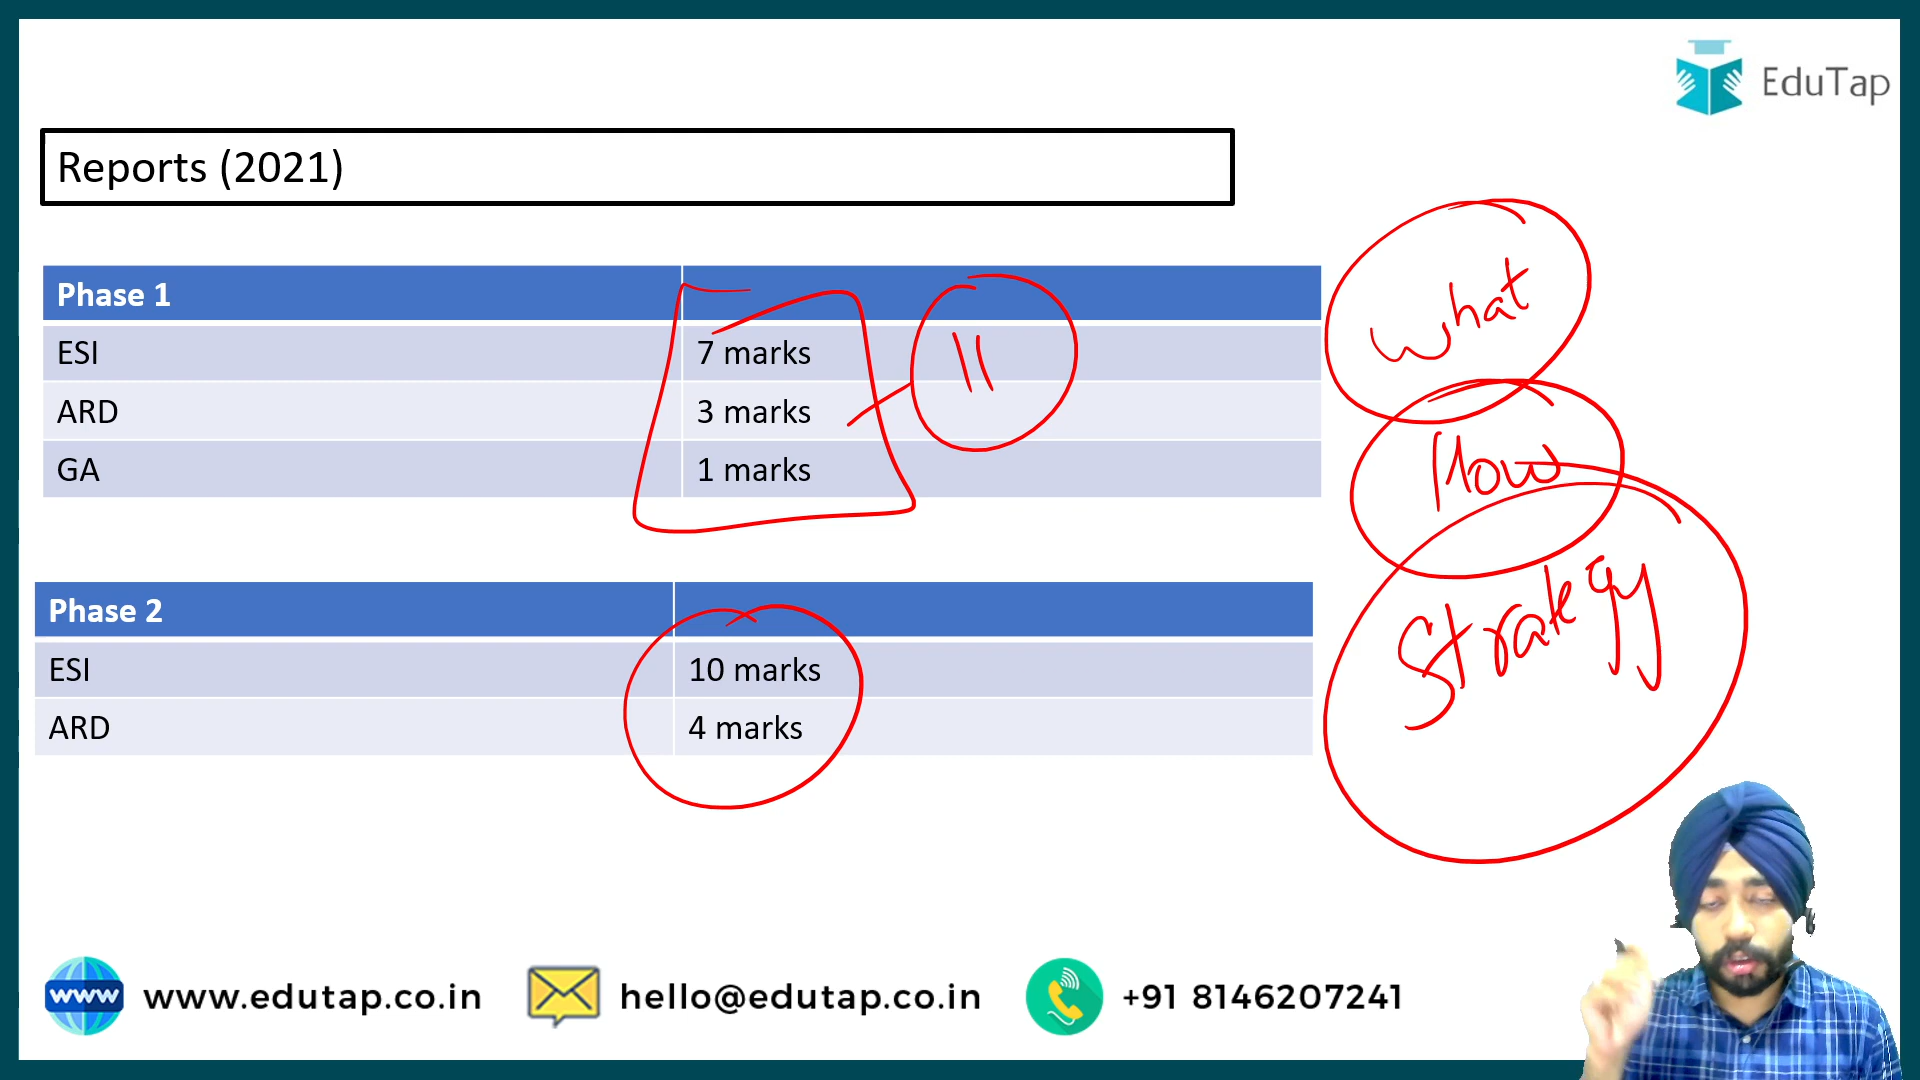 EduTap
Reports (2021)
Phase 1
ESI 7 marks
ARD 3 marks
GA 1 marks
11
Phase 2
ESI 10 marks
ARD 4 marks
What
How
Strategy
www www.edutap.co.in hello@edutap.co.in +91 8146207241